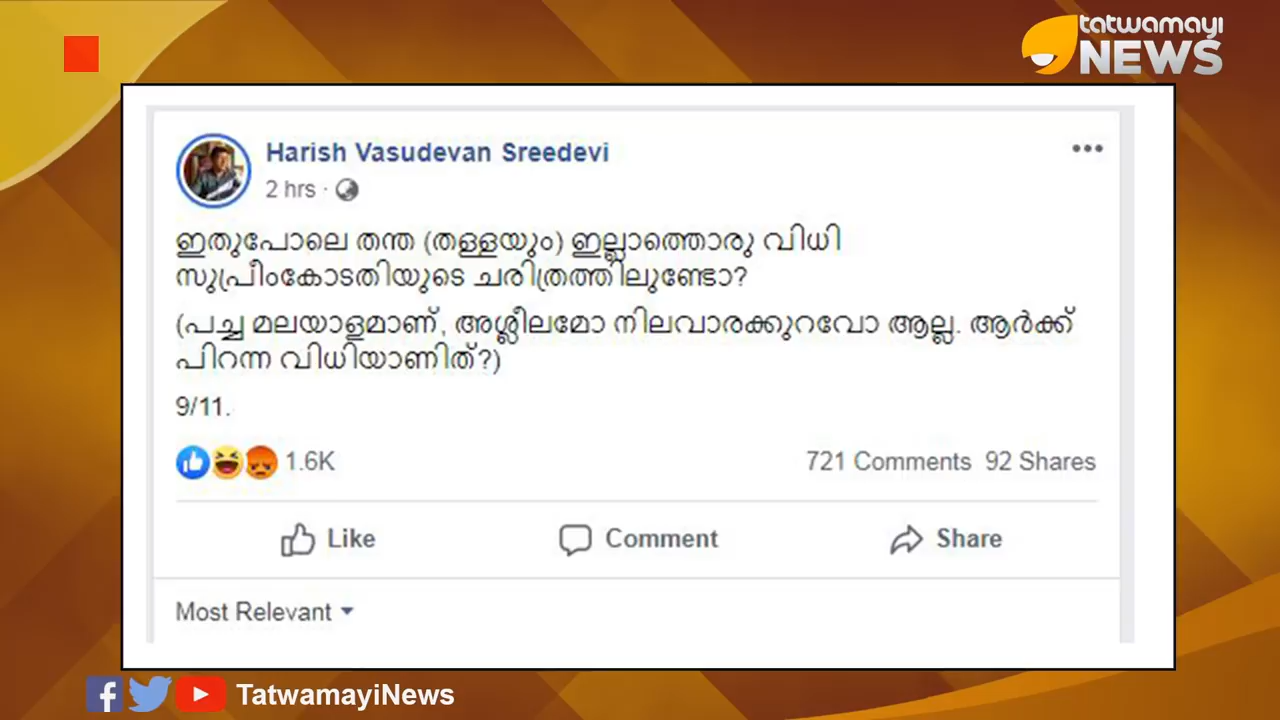 tatwamayi
NEWS
Harish Vasudevan Sreedevi
2 hrs ·
ഇതുപോലെ തന്ത (തള്ളയും) ഇല്ലാത്തൊരു വിധി
സുപ്രീംകോടതിയുടെ ചരിത്രത്തിലുണ്ടോ?
(പച്ച മലയാളമാണ്, അശ്ലീലമോ നിലവാരക്കുറവോ ആല്ല. ആർക്ക്
പിറന്ന വിധിയാണിത്?)
9/11.
1.6K
721 Comments 92 Shares
Like Comment Share
Most Relevant
TatwamayiNews